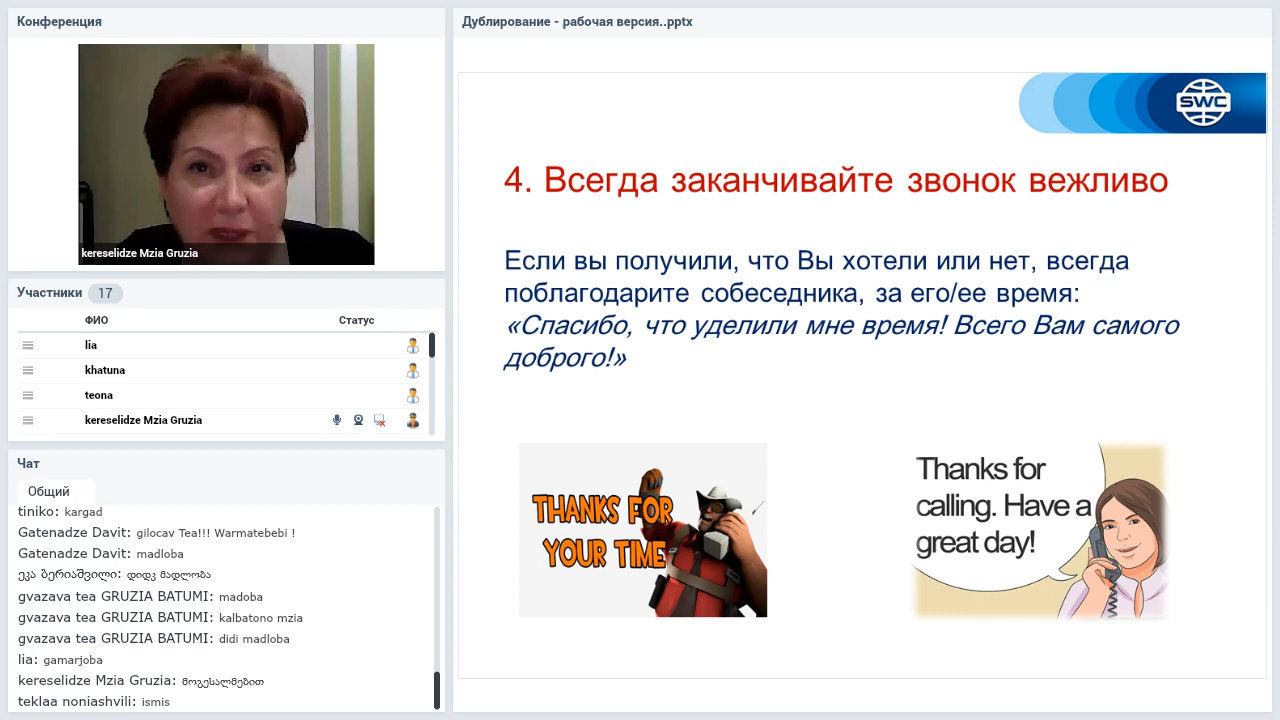 Конференция
kereselidze Mzia Gruzia
Участники 17
ФИО Статус
lia
khatuna
teona
kereselidze Mzia Gruzia
Чат
Общий
tiniko: kargad
Gatenadze Davit: gilocav Tea!!! Warmatebebi !
Gatenadze Davit: madloba
ეკა ბერიაშვილი: დიდკ მადლობა
gvazava tea GRUZIA BATUMI: madoba
gvazava tea GRUZIA BATUMI: kalbatono mzia
gvazava tea GRUZIA BATUMI: didi madloba
lia: gamarjoba
kereselidze Mzia Gruzia: მოგესალმებით
teklaa noniashvili: ismis
Дублирование - рабочая версия..pptx
SWC
4. Всегда заканчивайте звонок вежливо
Если вы получили, что Вы хотели или нет, всегда
поблагодарите собеседника, за его/ее время:
«Спасибо, что уделили мне время! Всего Вам самого
доброго!»
THANKS FOR
YOUR TIME
Thanks for
calling. Have a
great day!